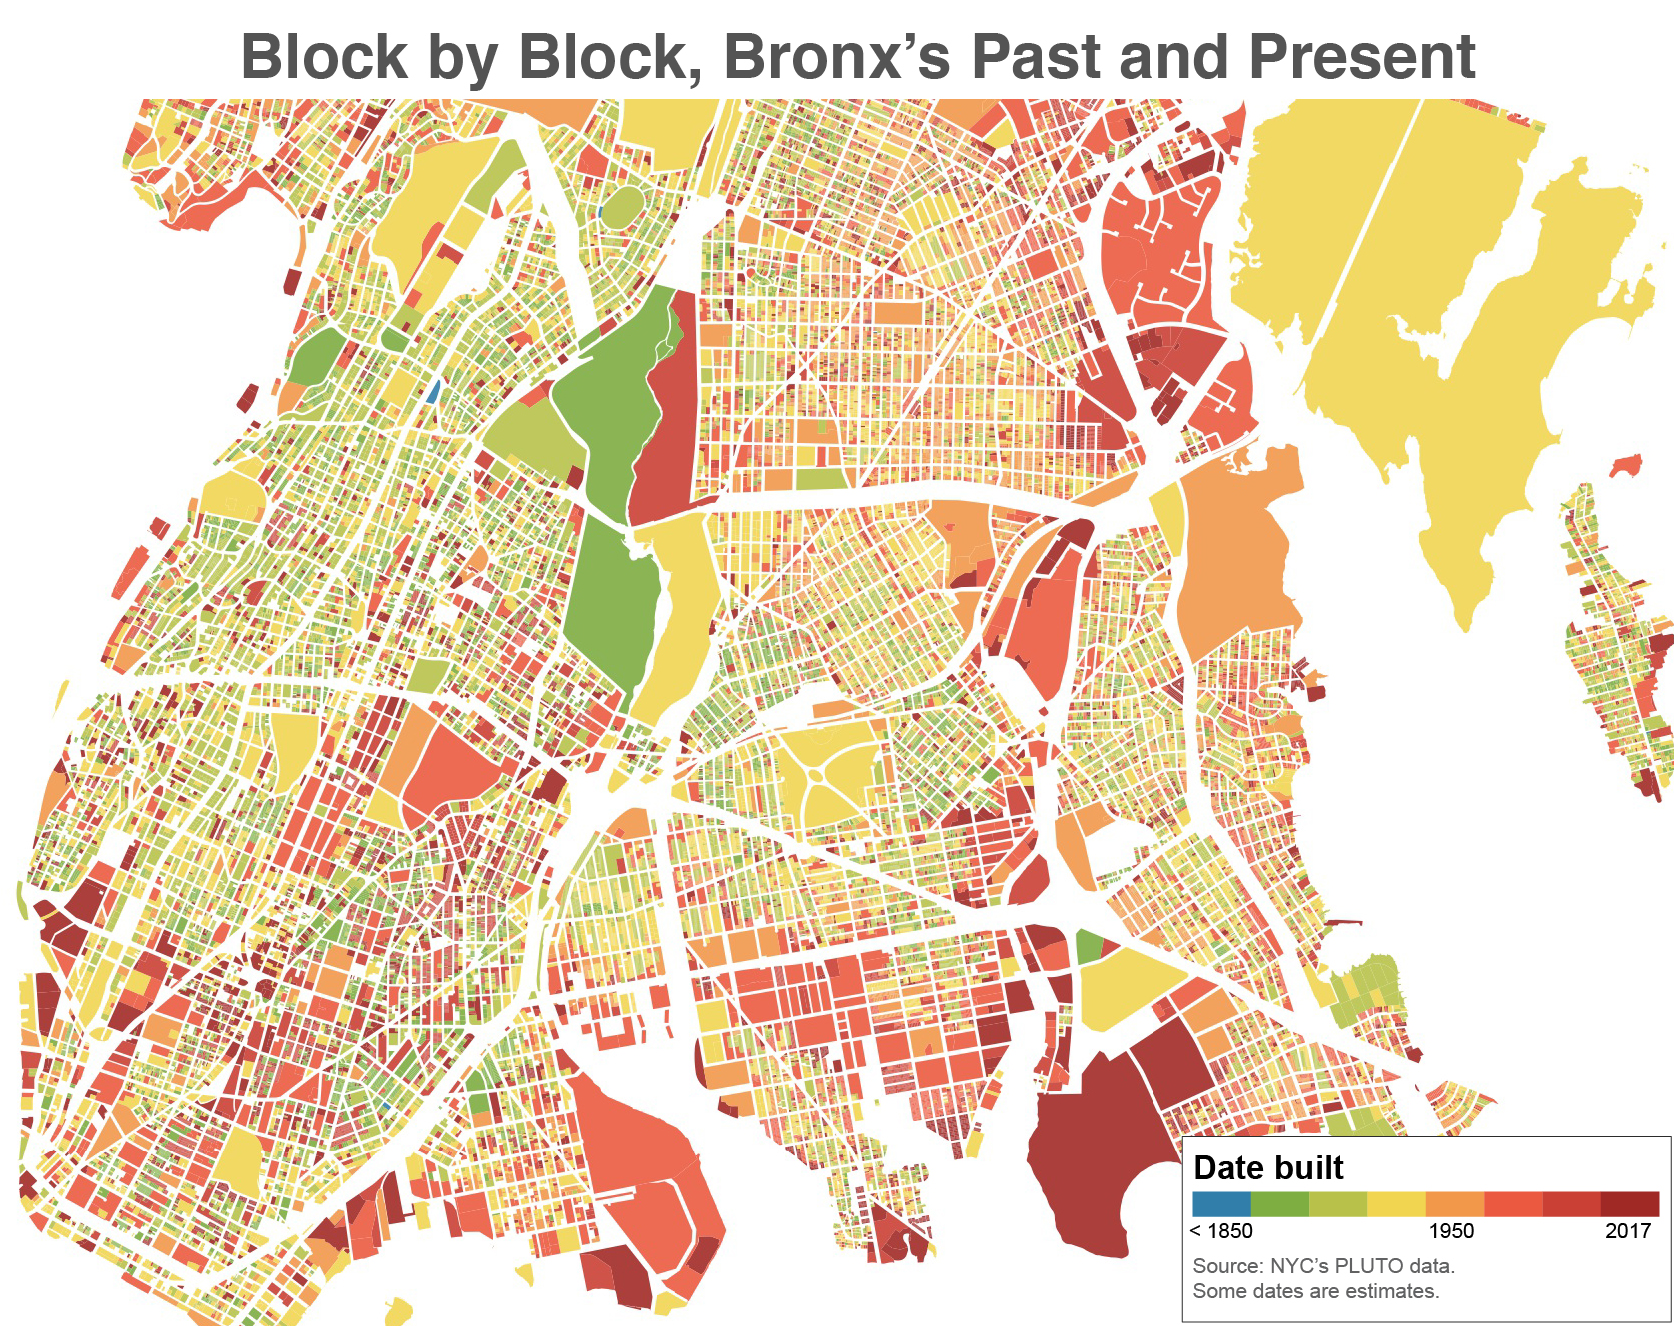 Block by Block, Bronx’s Past and Present
Date built
< 1850 1950 2017
Source: NYC’s PLUTO data.
Some dates are estimates.